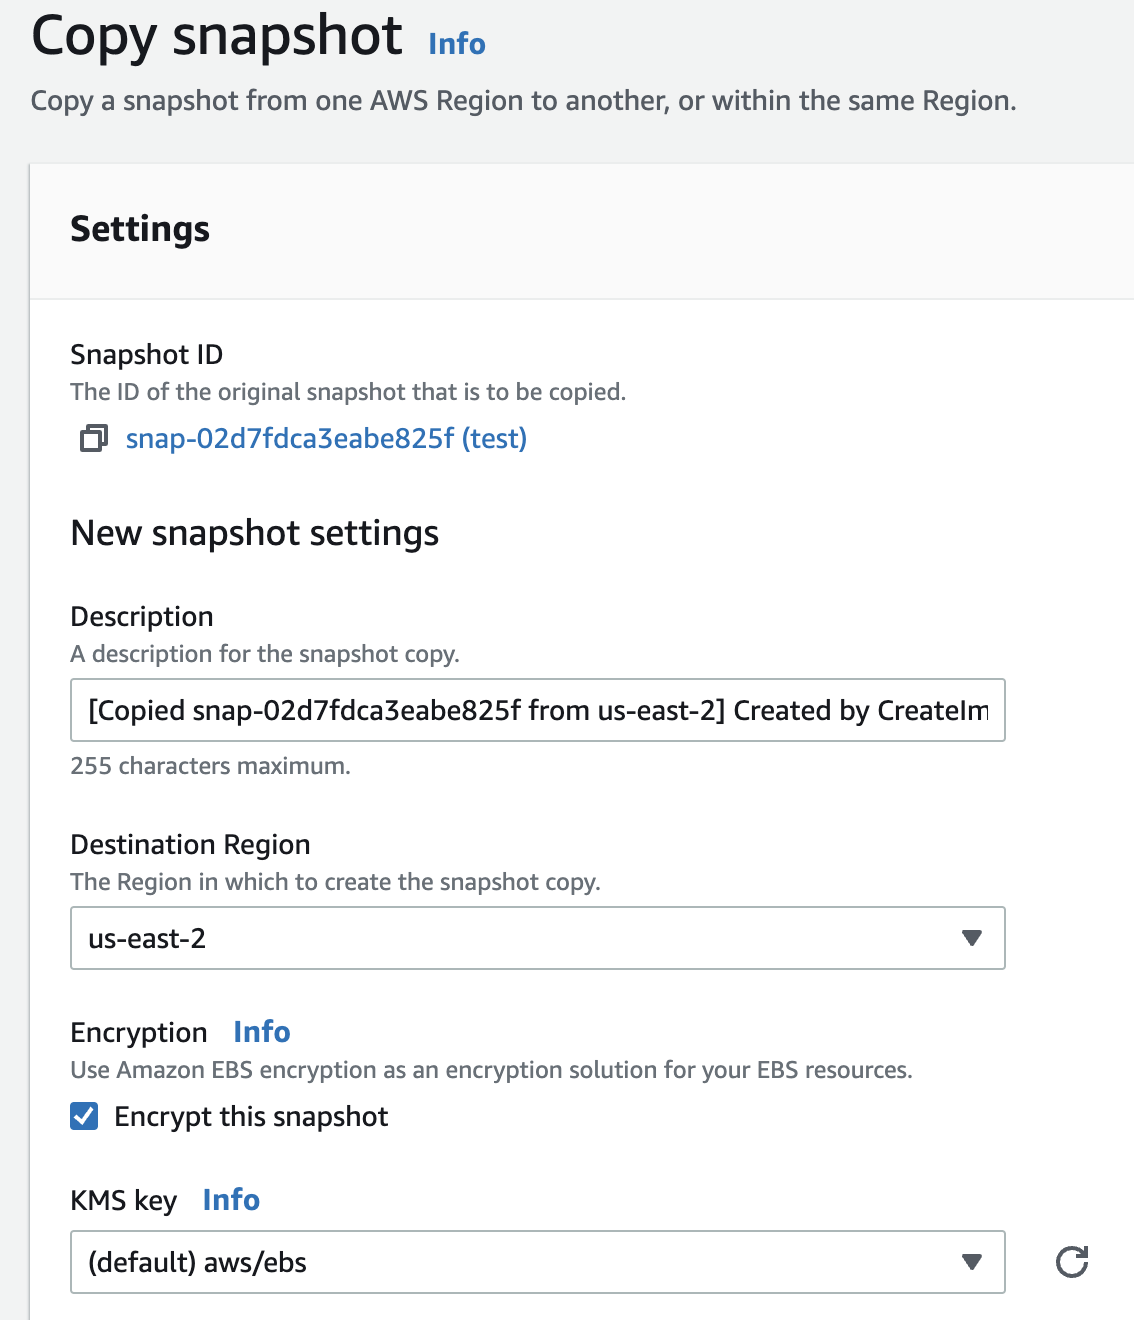 Copy snapshot Info
Copy a snapshot from one AWS Region to another, or within the same Region.
Settings
Snapshot ID
The ID of the original snapshot that is to be copied.
snap-02d7fdca3eabe825f (test)
New snapshot settings
Description
A description for the snapshot copy.
[Copied snap-02d7fdca3eabe825f from us-east-2] Created by CreateIm
255 characters maximum.
Destination Region
The Region in which to create the snapshot copy.
us-east-2
Encryption Info
Use Amazon EBS encryption as an encryption solution for your EBS resources.
Encrypt this snapshot
KMS key Info
(default) aws/ebs